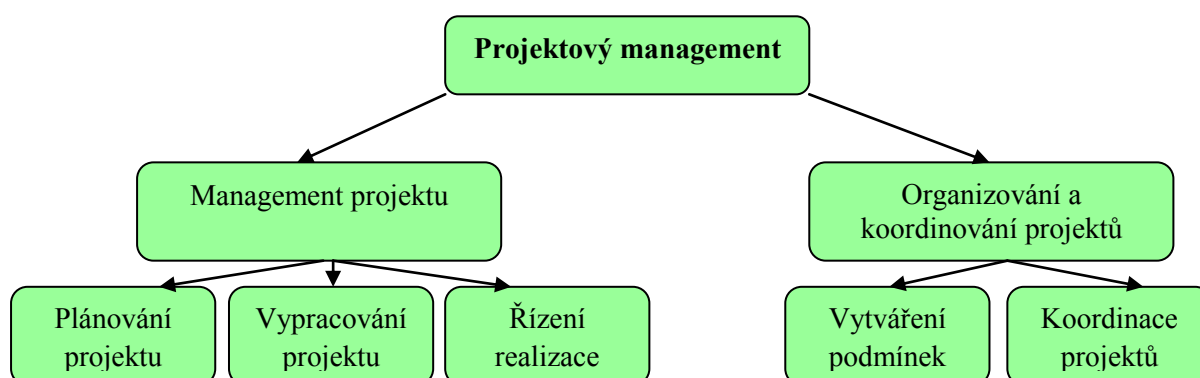 Projektový management
Management projektu
Organizování a
koordinování projektů
Plánování
projektu
Vypracování
projektu
Řízení
realizace
Vytváření
podmínek
Koordinace
projektů